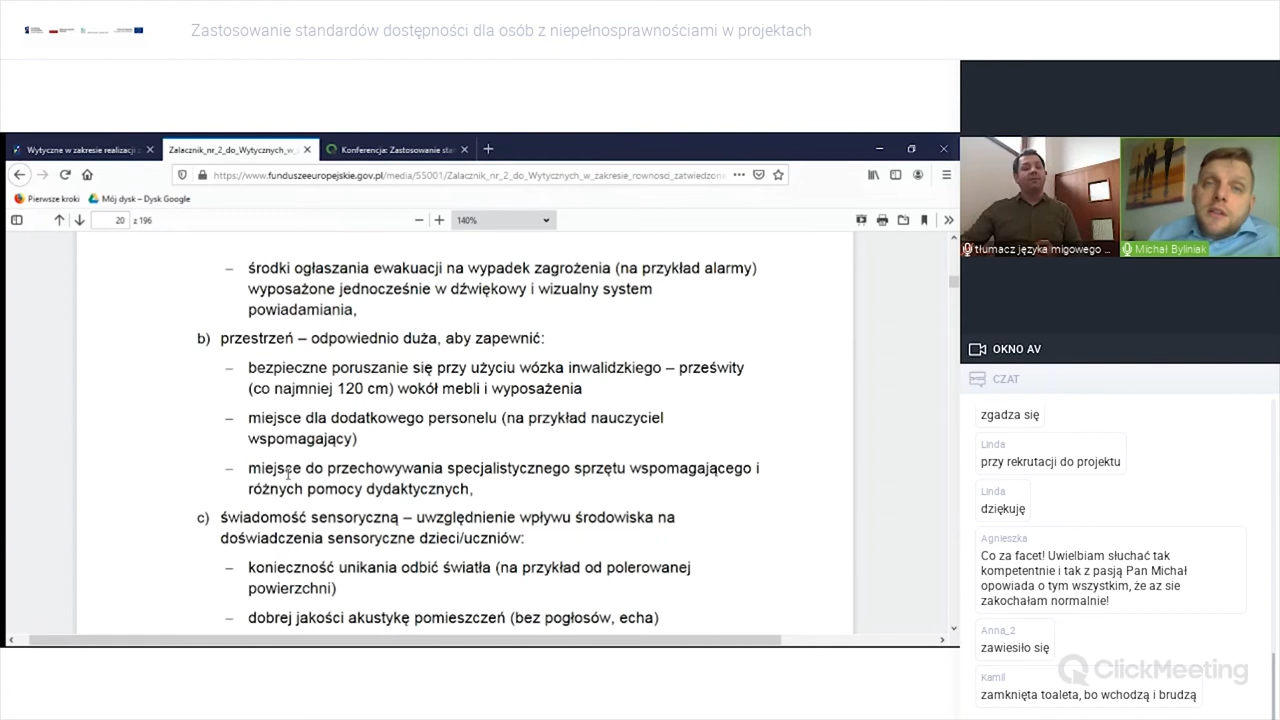 Zastosowanie standardów dostępności dla osób z niepełnosprawnościami w projektach
Wytyczne w zakresie realizacji z
Zalacznik_nr_2_do_Wytycznych_w_z
Konferencja: Zastosowanie sta
https://www.funduszeeuropejskie.gov.pl/media/55001/Zalacznik_nr_2_do_Wytycznych_w_zakresie_rownosci_zatwiedzone
Pierwsze kroki
Mój dysk – Dysk Google
20 z 196
140%
– środki ogłaszania ewakuacji na wypadek zagrożenia (na przykład alarmy)
wyposażone jednocześnie w dźwiękowy i wizualny system
powiadamiania,
b) przestrzeń – odpowiednio duża, aby zapewnić:
– bezpieczne poruszanie się przy użyciu wózka inwalidzkiego – prześwity
(co najmniej 120 cm) wokół mebli i wyposażenia
– miejsce dla dodatkowego personelu (na przykład nauczyciel
wspomagający)
– miejsce do przechowywania specjalistycznego sprzętu wspomagającego i
różnych pomocy dydaktycznych,
c) świadomość sensoryczną – uwzględnienie wpływu środowiska na
doświadczenia sensoryczne dzieci/uczniów:
– konieczność unikania odbić światła (na przykład od polerowanej
powierzchni)
– dobrej jakości akustykę pomieszczeń (bez pogłosów, echa)
tłumacz języka migowego ...
Michał Byliniak
OKNO AV
CZAT
zgadza się
Linda
przy rekrutacji do projektu
Linda
dziękuję
Agnieszka
Co za facet! Uwielbiam słuchać tak
kompetentnie i tak z pasją Pan Michał
opowiada o tym wszystkim, że az sie
zakochałam normalnie!
Anna_2
zawiesiło się
Kamil
zamknięta toaleta, bo wchodzą i brudzą
ClickMeeting